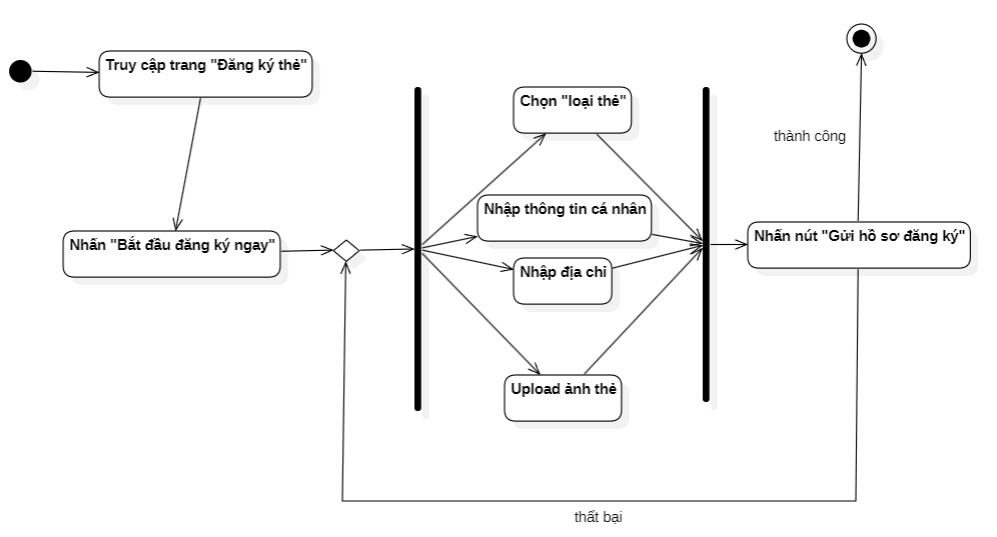 Truy cập trang "Đăng ký thẻ"
Nhấn "Bắt đầu đăng ký ngay"
Chọn "loại thẻ"
Nhập thông tin cá nhân
Nhập địa chỉ
Upload ảnh thẻ
Nhấn nút "Gửi hồ sơ đăng ký"
thành công
thất bại